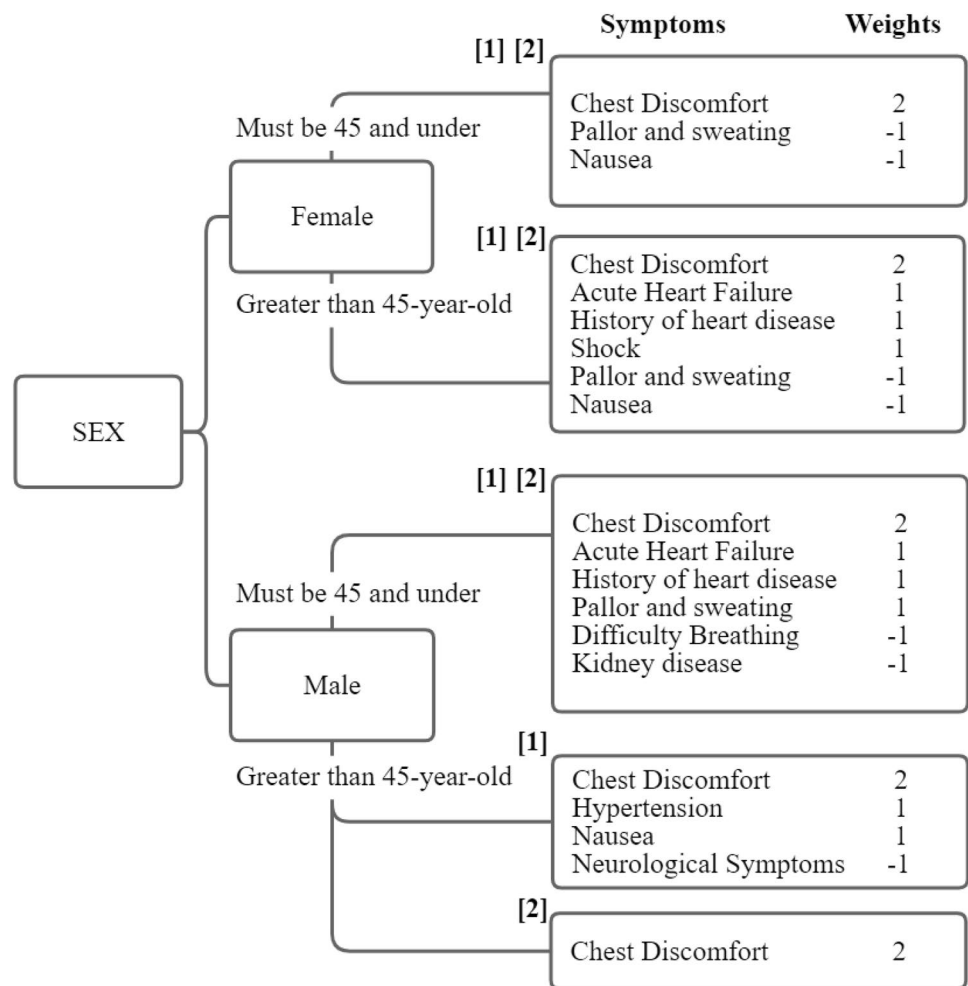 Symptoms Weights
[1] [2]
Chest Discomfort 2
Pallor and sweating -1
Nausea -1
Must be 45 and under
Female
Greater than 45-year-old
[1] [2]
Chest Discomfort 2
Acute Heart Failure 1
History of heart disease 1
Shock 1
Pallor and sweating -1
Nausea -1
SEX
[1] [2]
Chest Discomfort 2
Acute Heart Failure 1
History of heart disease 1
Pallor and sweating 1
Difficulty Breathing -1
Kidney disease -1
Must be 45 and under
Male
Greater than 45-year-old
[1]
Chest Discomfort 2
Hypertension 1
Nausea 1
Neurological Symptoms -1
[2]
Chest Discomfort 2